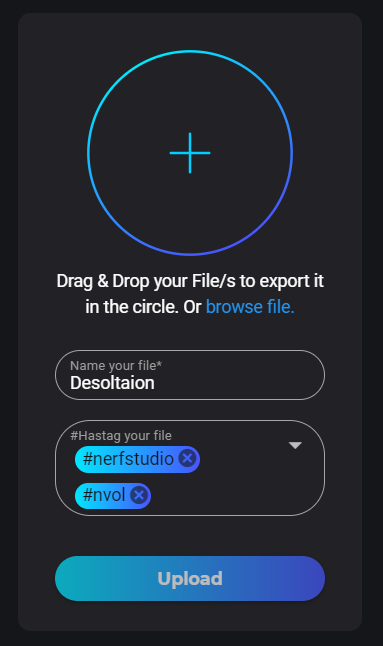 Drag & Drop your File/s to export it
in the circle. Or browse file.
Name your file*
Desoltaion
#Hastag your file
#nerfstudio
#nvol
Upload